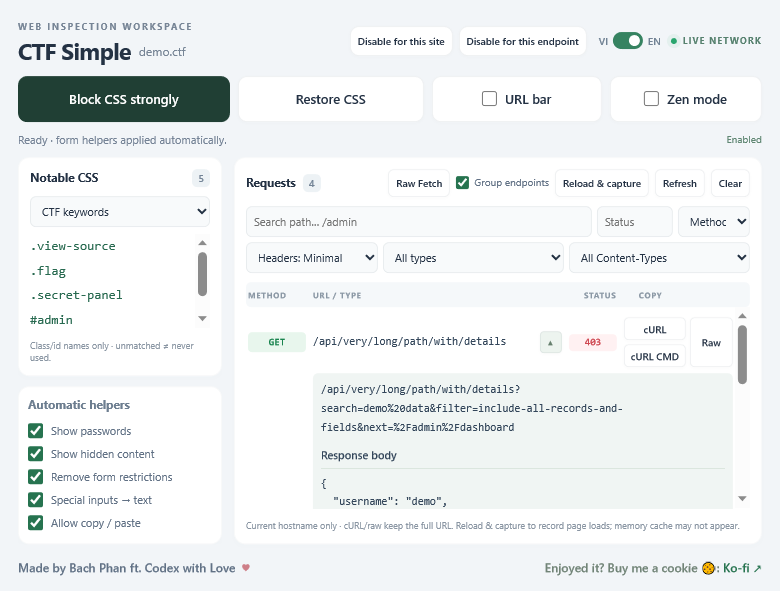 WEB INSPECTION WORKSPACE
CTF Simple demo.ctf
Disable for this site
Disable for this endpoint
VI EN
LIVE NETWORK
Block CSS strongly
Restore CSS
URL bar
Zen mode
Ready · form helpers applied automatically.
Enabled
Notable CSS 5
CTF keywords
.view-source
.flag
.secret-panel
#admin
Class/id names only · unmatched ≠ never
used.
Automatic helpers
Show passwords
Show hidden content
Remove form restrictions
Special inputs → text
Allow copy / paste
Requests 4
Raw Fetch
Group endpoints
Reload & capture
Refresh
Clear
Search path... /admin
Status
Methoc
Headers: Minimal
All types
All Content-Types
METHOD URL / TYPE STATUS COPY
GET /api/very/long/path/with/details ▲ 403
cURL
cURL CMD
Raw
/api/very/long/path/with/details?
search=demo%20data&filter=include-all-records-and-
fields&next=%2Fadmin%2Fdashboard
Response body
{
"username": "demo",
Current hostname only · cURL/raw keep the full URL. Reload & capture to record page loads; memory cache may not appear.
Made by Bach Phan ft. Codex with Love ♥
Enjoyed it? Buy me a cookie 🍪: Ko-fi ↗